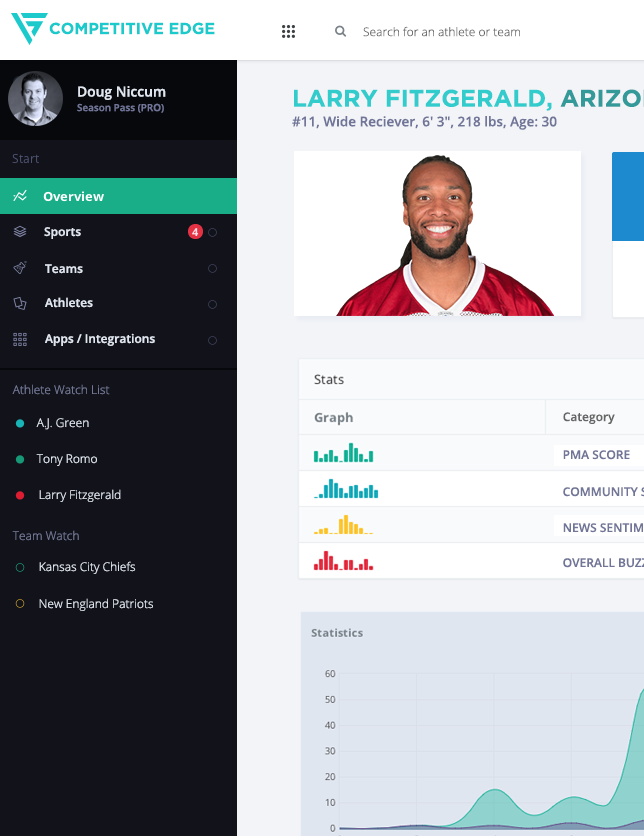 COMPETITIVE EDGE
Search for an athlete or team
Doug Niccum
Season Pass (PRO)
Start
Overview
Sports
4
Teams
Athletes
Apps / Integrations
Athlete Watch List
A.J. Green
Tony Romo
Larry Fitzgerald
Team Watch
Kansas City Chiefs
New England Patriots
LARRY FITZGERALD, ARIZO
#11, Wide Reciever, 6' 3", 218 lbs, Age: 30
Stats
Graph
Category
PMA SCORE
COMMUNITY S
NEWS SENTIM
OVERALL BUZZ
Statistics
60
50
40
30
20
10
0